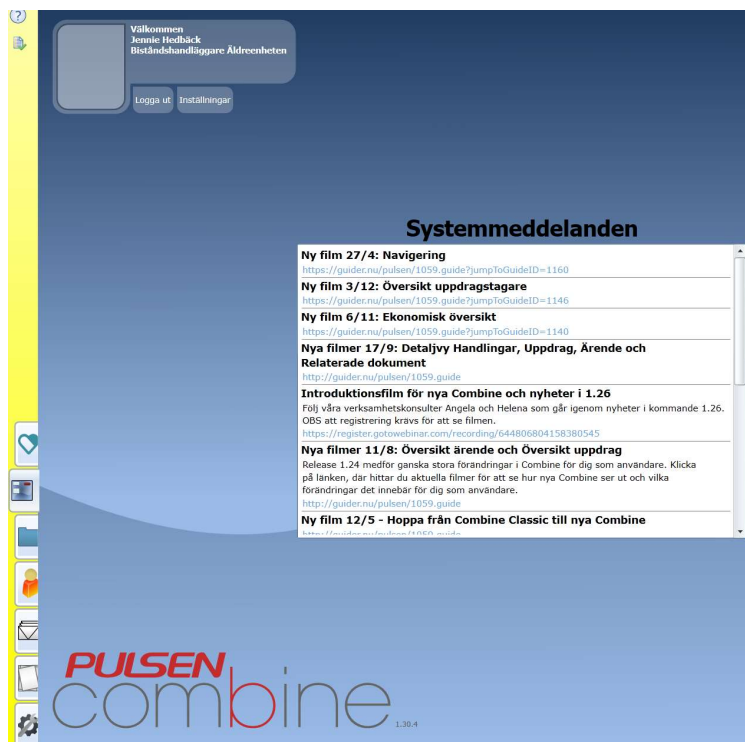 Välkommen
Jennie Hedbäck
Biståndshandläggare Äldreenheten
Logga ut Inställningar
Systemmeddelanden
Ny film 27/4: Navigering
https://guider.nu/pulsen/1059.guide?jumpToGuideID=1160
Ny film 3/12: Översikt uppdragstagare
https://guider.nu/pulsen/1059.guide?jumpToGuideID=1146
Ny film 6/11: Ekonomisk översikt
https://guider.nu/pulsen/1059.guide?jumpToGuideID=1140
Nya filmer 17/9: Detaljvy Handlingar, Uppdrag, Ärende och
Relaterade dokument
http://guider.nu/pulsen/1059.guide
Introduktionsfilm för nya Combine och nyheter i 1.26
Följ våra verksamhetskonsulter Angela och Helena som går igenom nyheter i kommande 1.26.
OBS att registrering krävs för att se filmen.
https://register.gotowebinar.com/recording/644806804158380545
Nya filmer 11/8: Översikt ärende och Översikt uppdrag
Release 1.24 medför ganska stora förändringar i Combine för dig som användare. Klicka
på länken, där hittar du aktuella filmer för att se hur nya Combine ser ut och vilka
förändringar det innebär för dig som användare.
http://guider.nu/pulsen/1059.guide
Ny film 12/5 - Hoppa från Combine Classic till nya Combine
http://guider.nu/pulsen/1059.guide
PULSEN
combine
1.30.4